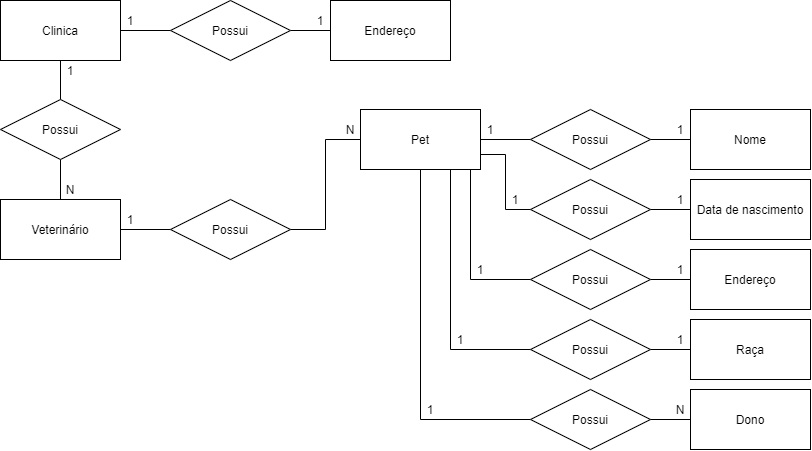 Clinica
1
Possui
1
Endereço
1
Possui
N
Veterinário
1
Possui
N
Pet
1
Possui
1
Nome
1
Possui
1
Data de nascimento
1
Possui
1
Endereço
1
Possui
1
Raça
1
Possui
N
Dono